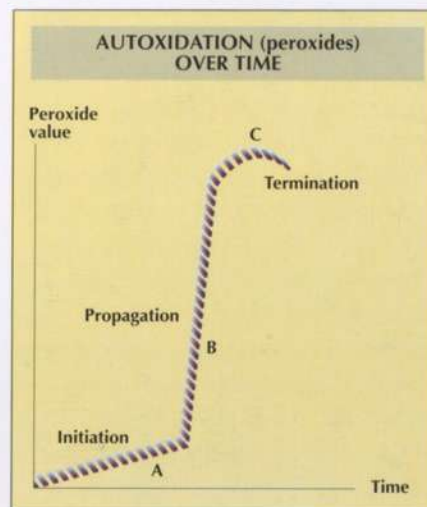 AUTOXIDATION (peroxides)
OVER TIME
Peroxide
value
C
Termination
Propagation
B
Initiation
A
Time